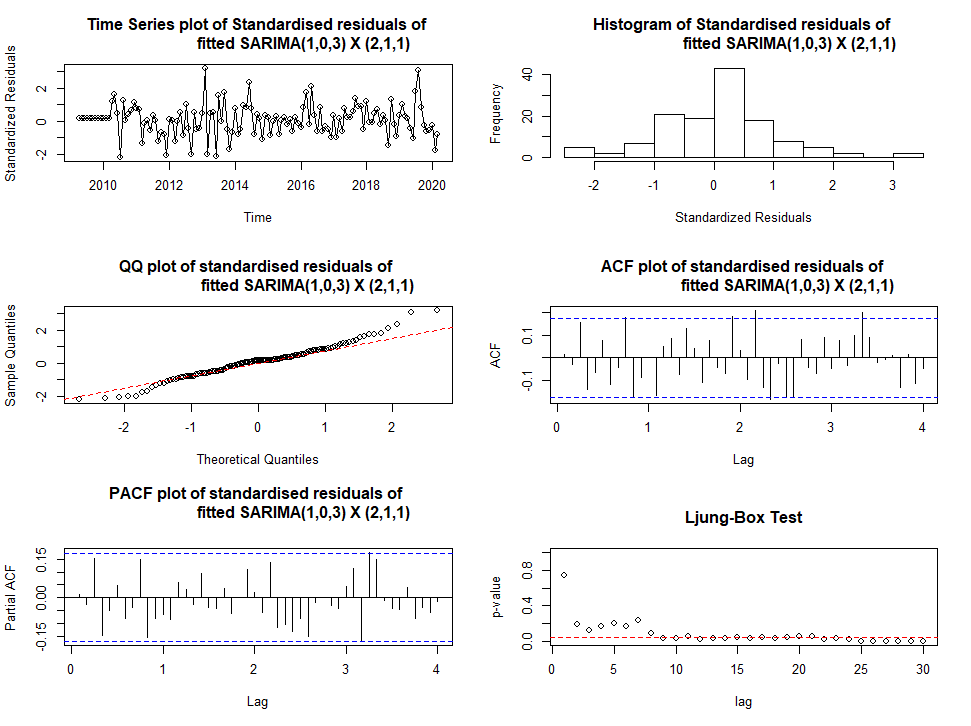 Time Series plot of Standardised residuals of
fitted SARIMA(1,0,3) X (2,1,1)
Standardized Residuals
2
0
-2
2010 2012 2014 2016 2018 2020
Time
Histogram of Standardised residuals of
fitted SARIMA(1,0,3) X (2,1,1)
Frequency
40
20
0
-2 -1 0 1 2 3
Standardized Residuals
QQ plot of standardised residuals of
fitted SARIMA(1,0,3) X (2,1,1)
Sample Quantiles
2
0
-2
-2 -1 0 1 2
Theoretical Quantiles
ACF plot of standardised residuals of
fitted SARIMA(1,0,3) X (2,1,1)
ACF
0.1
-0.1
0 1 2 3 4
Lag
PACF plot of standardised residuals of
fitted SARIMA(1,0,3) X (2,1,1)
Partial ACF
0.15
0.00
-0.15
0 1 2 3 4
Lag
Ljung-Box Test
p-value
0.8
0.4
0.0
0 5 10 15 20 25 30
lag